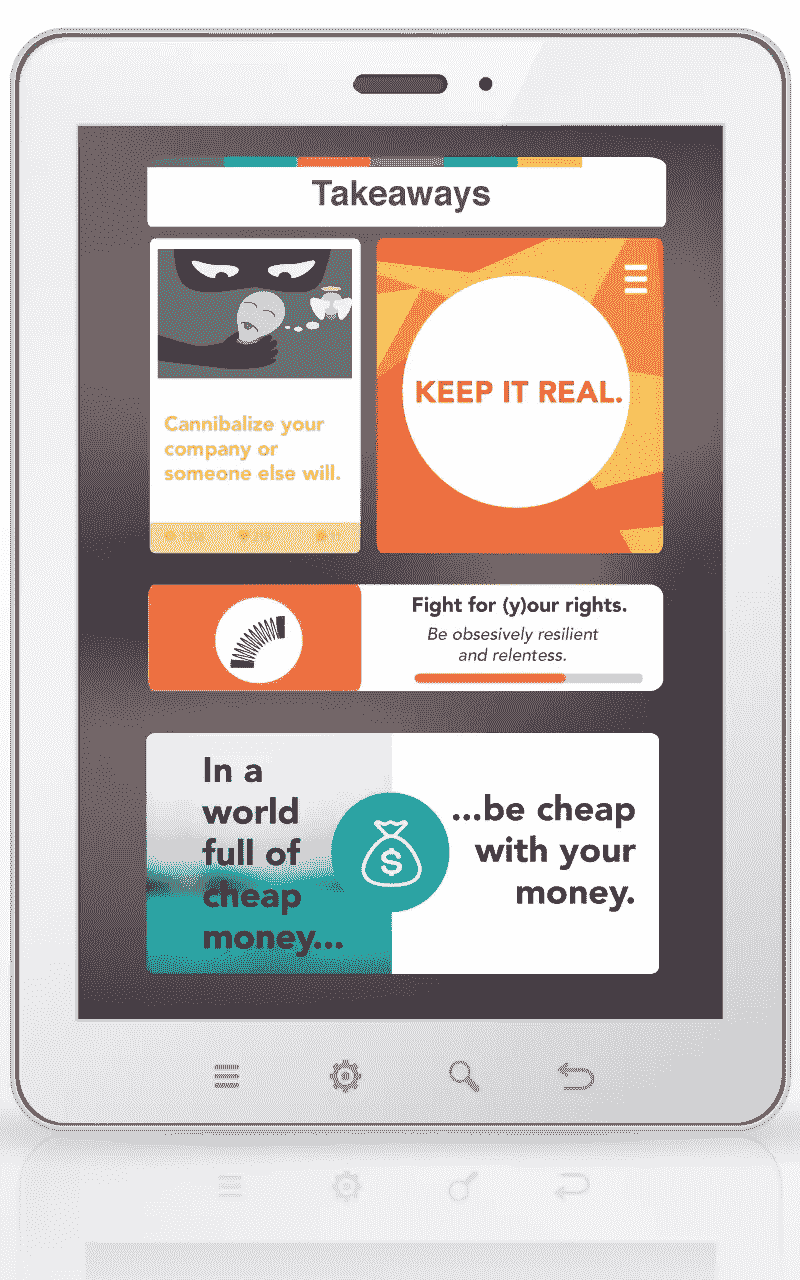 Takeaways
Cannibalize your
company or
someone else will.
KEEP IT REAL.
Fight for (y)our rights.
Be obsesively resilient
and relentess.
In a
world
full of
cheap
money...
$
...be cheap
with your
money.